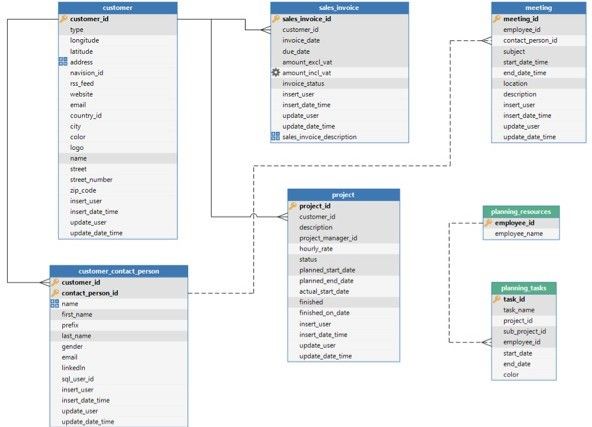 customer
customer_id
type
longitude
latitude
address
navision_id
rss_feed
website
email
country_id
city
color
logo
name
street
street_number
zip_code
insert_user
insert_date_time
update_user
update_date_time
sales_invoice
sales_invoice_id
customer_id
invoice_date
due_date
amount_excl_vat
amount_incl_vat
invoice_status
insert_user
insert_date_time
update_user
update_date_time
sales_invoice_description
meeting
meeting_id
employee_id
contact_person_id
subject
start_date_time
end_date_time
location
description
insert_user
insert_date_time
update_user
update_date_time
project
project_id
customer_id
description
project_manager_id
hourly_rate
status
planned_start_date
planned_end_date
actual_start_date
finished
finished_on_date
insert_user
insert_date_time
update_user
update_date_time
planning_resources
employee_id
employee_name
customer_contact_person
customer_id
contact_person_id
name
first_name
prefix
last_name
gender
email
linkedIn
sql_user_id
insert_user
insert_date_time
update_user
update_date_time
planning_tasks
task_id
task_name
project_id
sub_project_id
employee_id
start_date
end_date
color